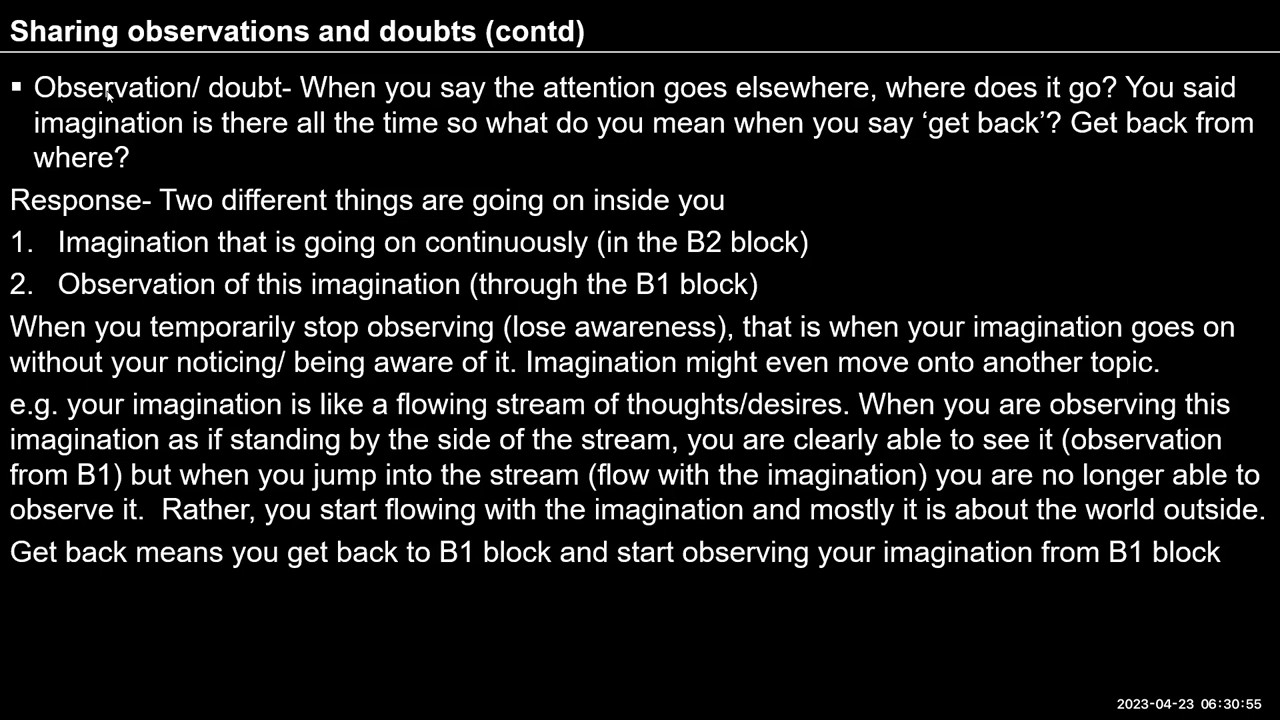 Sharing observations and doubts (contd)
▪ Observation/ doubt- When you say the attention goes elsewhere, where does it go? You said
imagination is there all the time so what do you mean when you say ‘get back’? Get back from
where?
Response- Two different things are going on inside you
1. Imagination that is going on continuously (in the B2 block)
2. Observation of this imagination (through the B1 block)
When you temporarily stop observing (lose awareness), that is when your imagination goes on
without your noticing/ being aware of it. Imagination might even move onto another topic.
e.g. your imagination is like a flowing stream of thoughts/desires. When you are observing this
imagination as if standing by the side of the stream, you are clearly able to see it (observation
from B1) but when you jump into the stream (flow with the imagination) you are no longer able to
observe it.  Rather, you start flowing with the imagination and mostly it is about the world outside.
Get back means you get back to B1 block and start observing your imagination from B1 block
2023-04-23 06:30:55